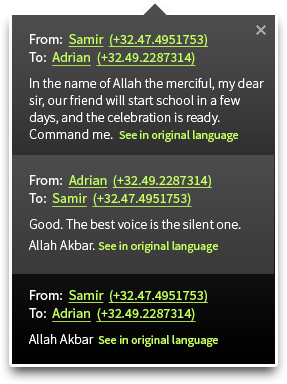 From: Samir (+32.47.4951753)
To: Adrian (+32.49.2287314)
In the name of Allah the merciful, my dear
sir, our friend will start school in a few
days, and the celebration is ready.
Command me. See in original language
From: Adrian (+32.49.2287314)
To: Samir (+32.47.4951753)
Good. The best voice is the silent one.
Allah Akbar. See in original language
From: Samir (+32.47.4951753)
To: Adrian (+32.49.2287314)
Allah Akbar See in original language